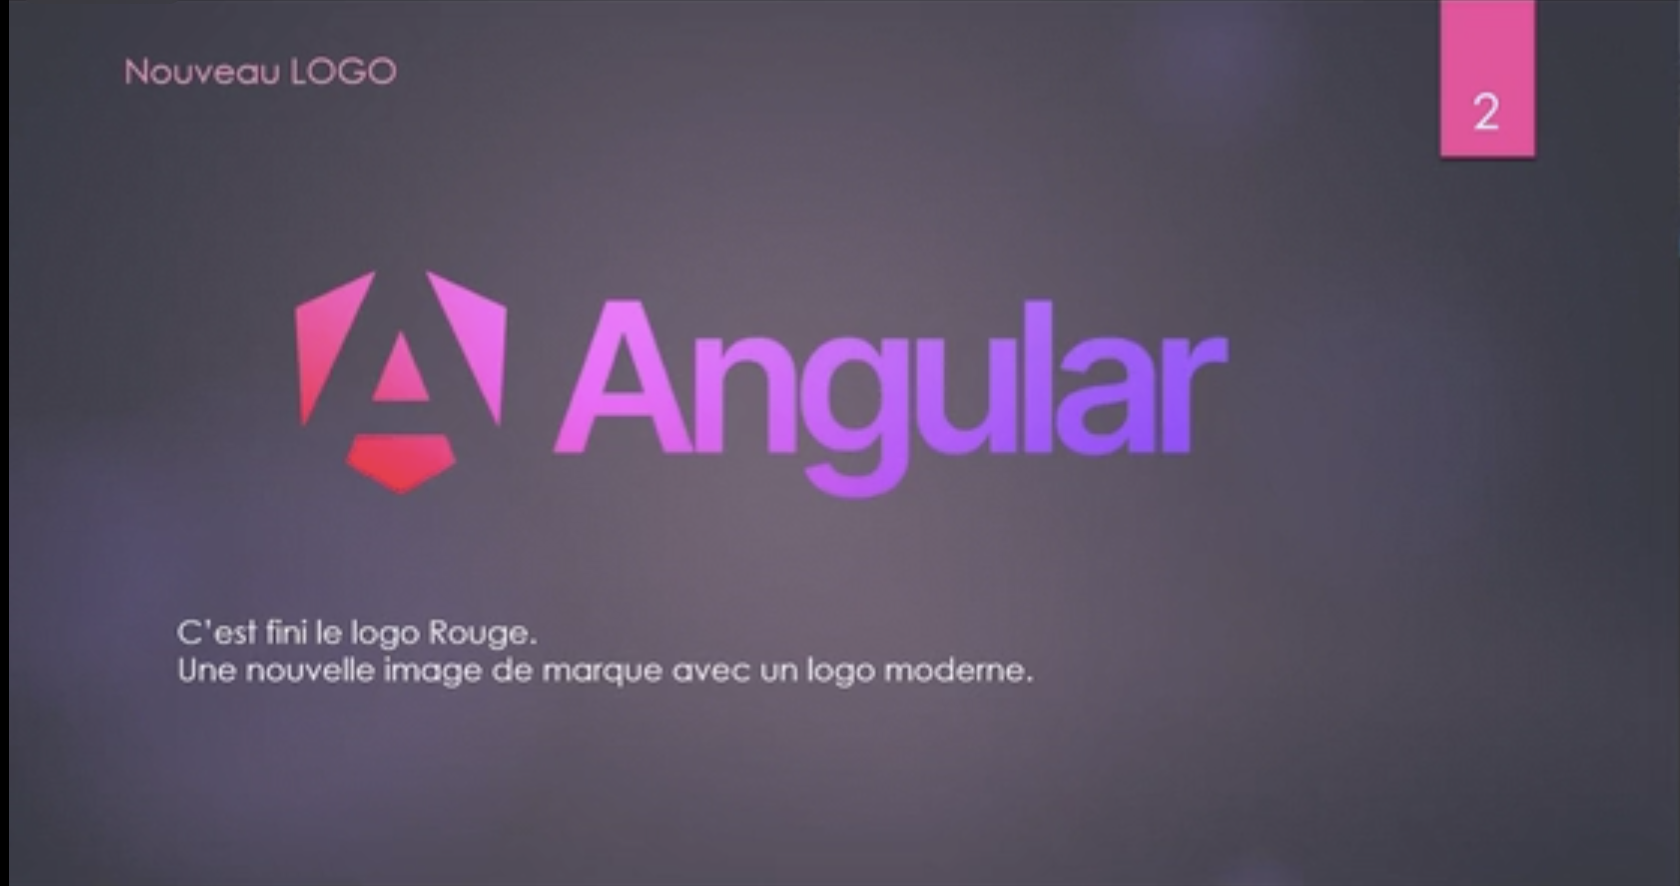 Nouveau LOGO
2
Angular
C'est fini le logo Rouge.
Une nouvelle image de marque avec un logo moderne.